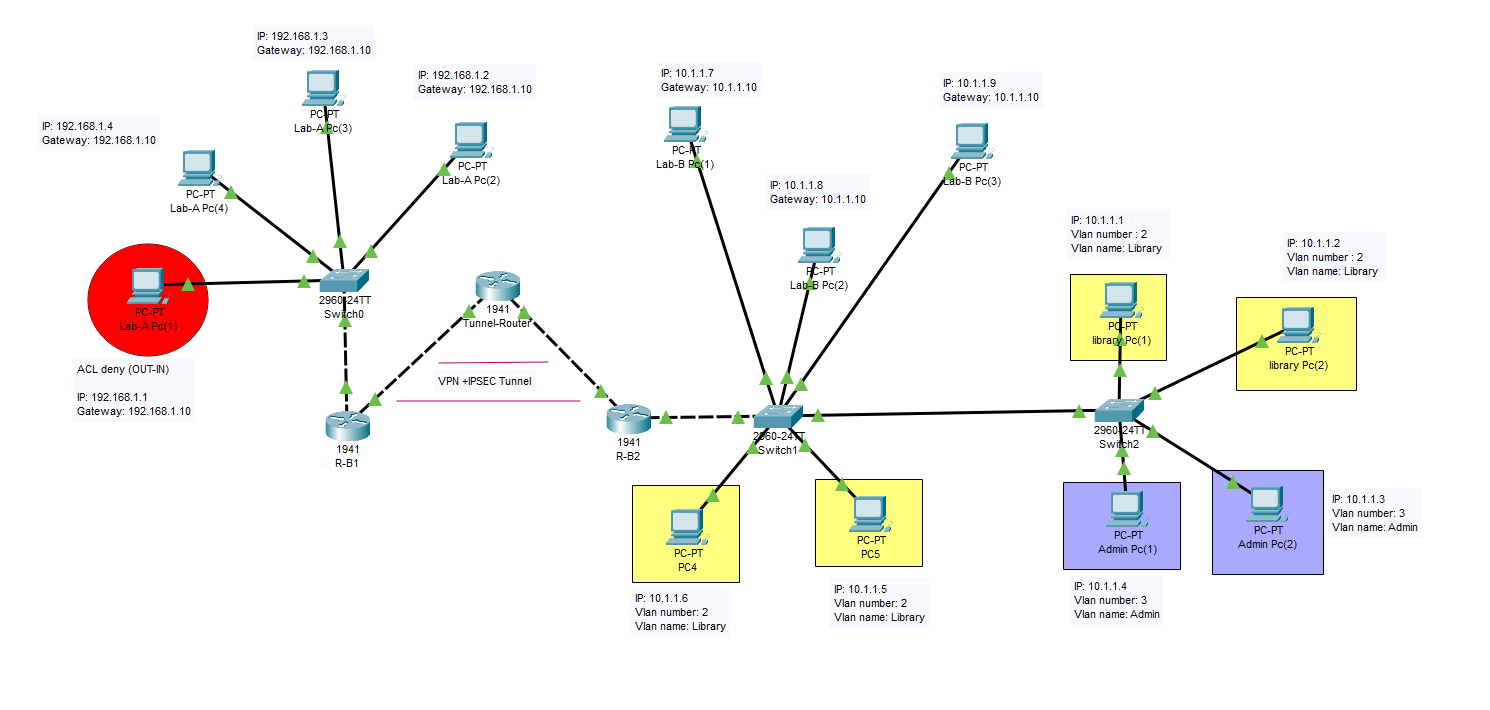 IP: 192.168.1.3
Gateway: 192.168.1.10
PC-PT
Lab-A Pc(3)
IP: 192.168.1.2
Gateway: 192.168.1.10
PC-PT
Lab-A Pc(2)
IP: 192.168.1.4
Gateway: 192.168.1.10
PC-PT
Lab-A Pc(4)
PC-PT
Lab-A Pc(1)
ACL deny (OUT-IN)
IP: 192.168.1.1
Gateway: 192.168.1.10
2960-24TT
Switch0
1941
R-B1
1941
Tunnel-Router
VPN +IPSEC Tunnel
1941
R-B2
IP: 10.1.1.7
Gateway: 10.1.1.10
PC-PT
Lab-B Pc(1)
IP: 10.1.1.8
Gateway: 10.1.1.10
PC-PT
Lab-B Pc(2)
IP: 10.1.1.9
Gateway: 10.1.1.10
PC-PT
Lab-B Pc(3)
2960-24TT
Switch1
PC-PT
PC4
IP: 10.1.1.6
Vlan number: 2
Vlan name: Library
PC-PT
PC5
IP: 10.1.1.5
Vlan number: 2
Vlan name: Library
IP: 10.1.1.1
Vlan number : 2
Vlan name: Library
PC-PT
library Pc(1)
IP: 10.1.1.2
Vlan number : 2
Vlan name: Library
PC-PT
library Pc(2)
2960-24TT
Switch2
PC-PT
Admin Pc(1)
IP: 10.1.1.4
Vlan number: 3
Vlan name: Admin
PC-PT
Admin Pc(2)
IP: 10.1.1.3
Vlan number: 3
Vlan name: Admin